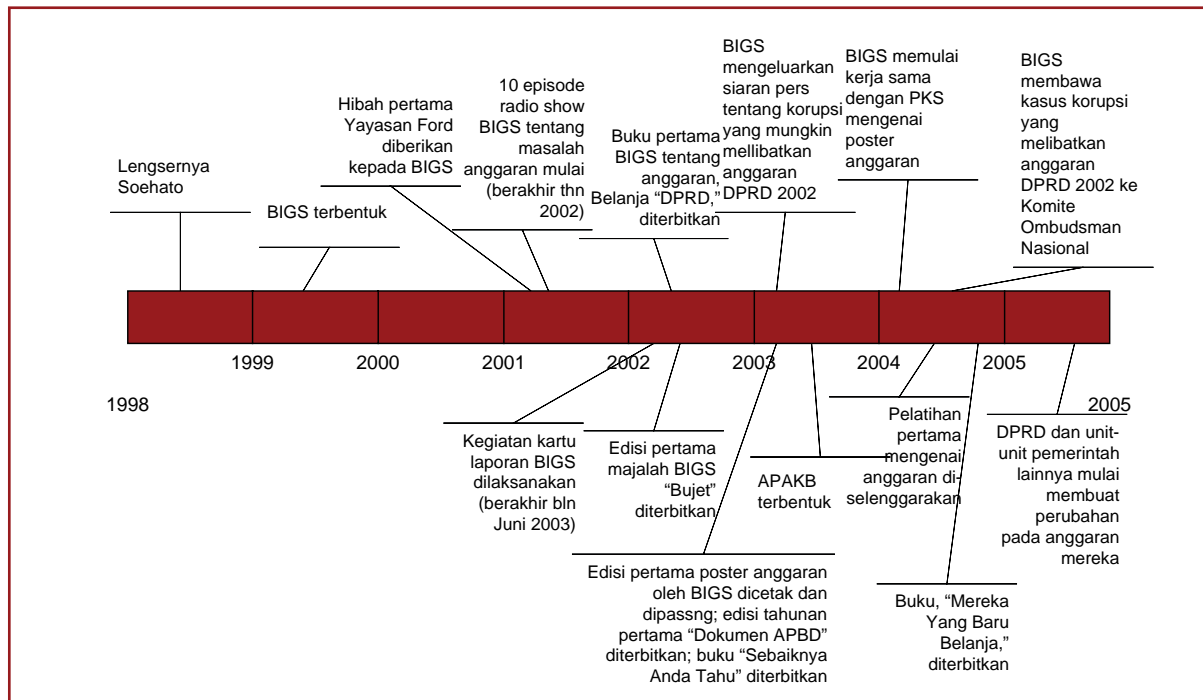 Lengsernya
Soehato
BIGS terbentuk
Hibah pertama
Yayasan Ford
diberikan
kepada BIGS
10 episode
radio show
BIGS tentang
masalah
anggaran mulai
(berakhir thn
2002)
Buku pertama
BIGS tentang
anggaran,
Belanja “DPRD,”
diterbitkan
BIGS
mengeluarkan
siaran pers
tentang korupsi
yang mungkin
mellibatkan
anggaran
DPRD 2002
BIGS memulai
kerja sama
dengan PKS
mengenai
poster
anggaran
BIGS
membawa
kasus korupsi
yang
melibatkan
anggaran
DPRD 2002 ke
Komite
Ombudsman
Nasional
1998
1999
2000
2001
2002
2003
2004
2005
2005
Kegiatan kartu
laporan BIGS
dilaksanakan
(berakhir bln
Juni 2003)
Edisi pertama
majalah BIGS
“Bujet”
diterbitkan
Edisi pertama poster anggaran
oleh BIGS dicetak dan
dipassng; edisi tahunan
pertama “Dokumen APBD”
diterbitkan; buku “Sebaiknya
Anda Tahu” diterbitkan
APAKB
terbentuk
Pelatihan
pertama
mengenai
anggaran di-
selenggarakan
Buku, “Mereka
Yang Baru
Belanja,”
diterbitkan
DPRD dan unit-
unit pemerintah
lainnya mulai
membuat
perubahan
pada anggaran
mereka